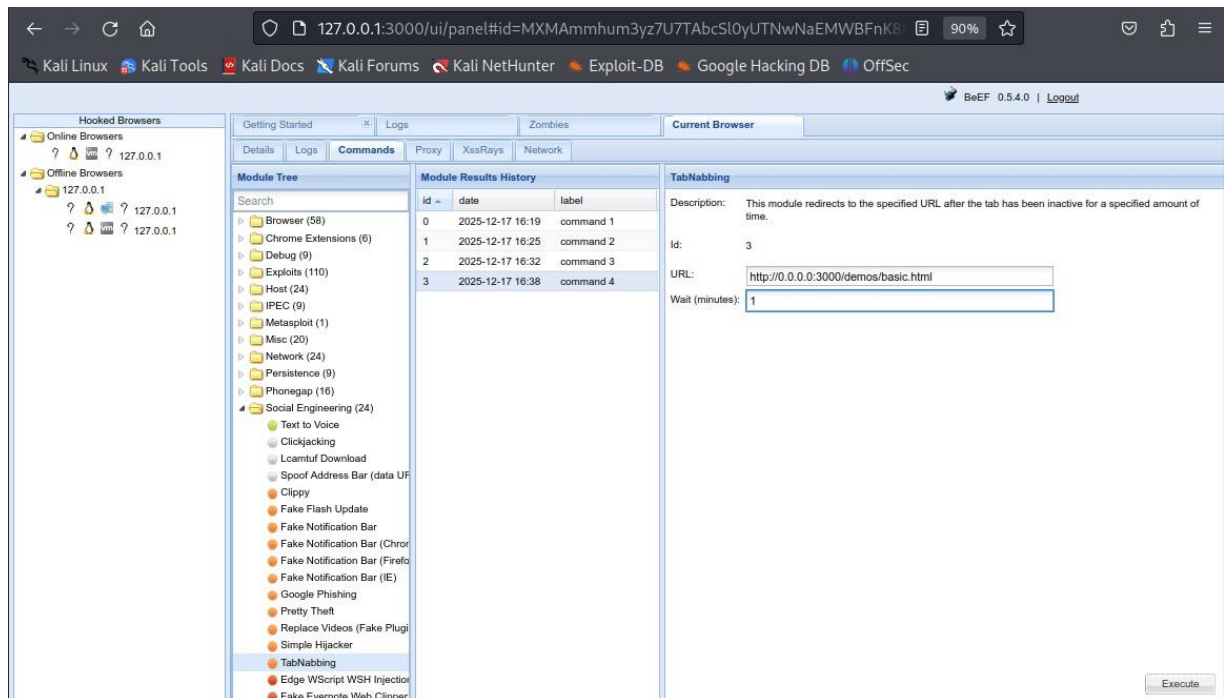 127.0.0.1:3000/ui/panel#id=MXMAmmhum3yz7U7TAbcSl0yUTNwNaEMWBFnK8
90%
Kali Linux Kali Tools Kali Docs Kali Forums Kali NetHunter Exploit-DB Google Hacking DB OffSec
BeEF 0.5.4.0 | Logout
Hooked Browsers
Online Browsers
? vm ? 127.0.0.1
Offline Browsers
127.0.0.1
? ? 127.0.0.1
? vm ? 127.0.0.1
Getting Started Logs Zombies Current Browser
Details Logs Commands Proxy XssRays Network
Module Tree
Search
Browser (58)
Chrome Extensions (6)
Debug (9)
Exploits (110)
Host (24)
IPEC (9)
Metasploit (1)
Misc (20)
Network (24)
Persistence (9)
Phonegap (16)
Social Engineering (24)
Text to Voice
Clickjacking
Lcamtuf Download
Spoof Address Bar (data UR
Clippy
Fake Flash Update
Fake Notification Bar
Fake Notification Bar (Chror
Fake Notification Bar (Firefo
Fake Notification Bar (IE)
Google Phishing
Pretty Theft
Replace Videos (Fake Plugi
Simple Hijacker
TabNabbing
Edge WScript WSH Injection
Fake Evernote Web Clipper
Module Results History
id date label
0 2025-12-17 16:19 command 1
1 2025-12-17 16:25 command 2
2 2025-12-17 16:32 command 3
3 2025-12-17 16:38 command 4
TabNabbing
Description: This module redirects to the specified URL after the tab has been inactive for a specified amount of
time.
Id: 3
URL: http://0.0.0.0:3000/demos/basic.html
Wait (minutes): 1
Execute